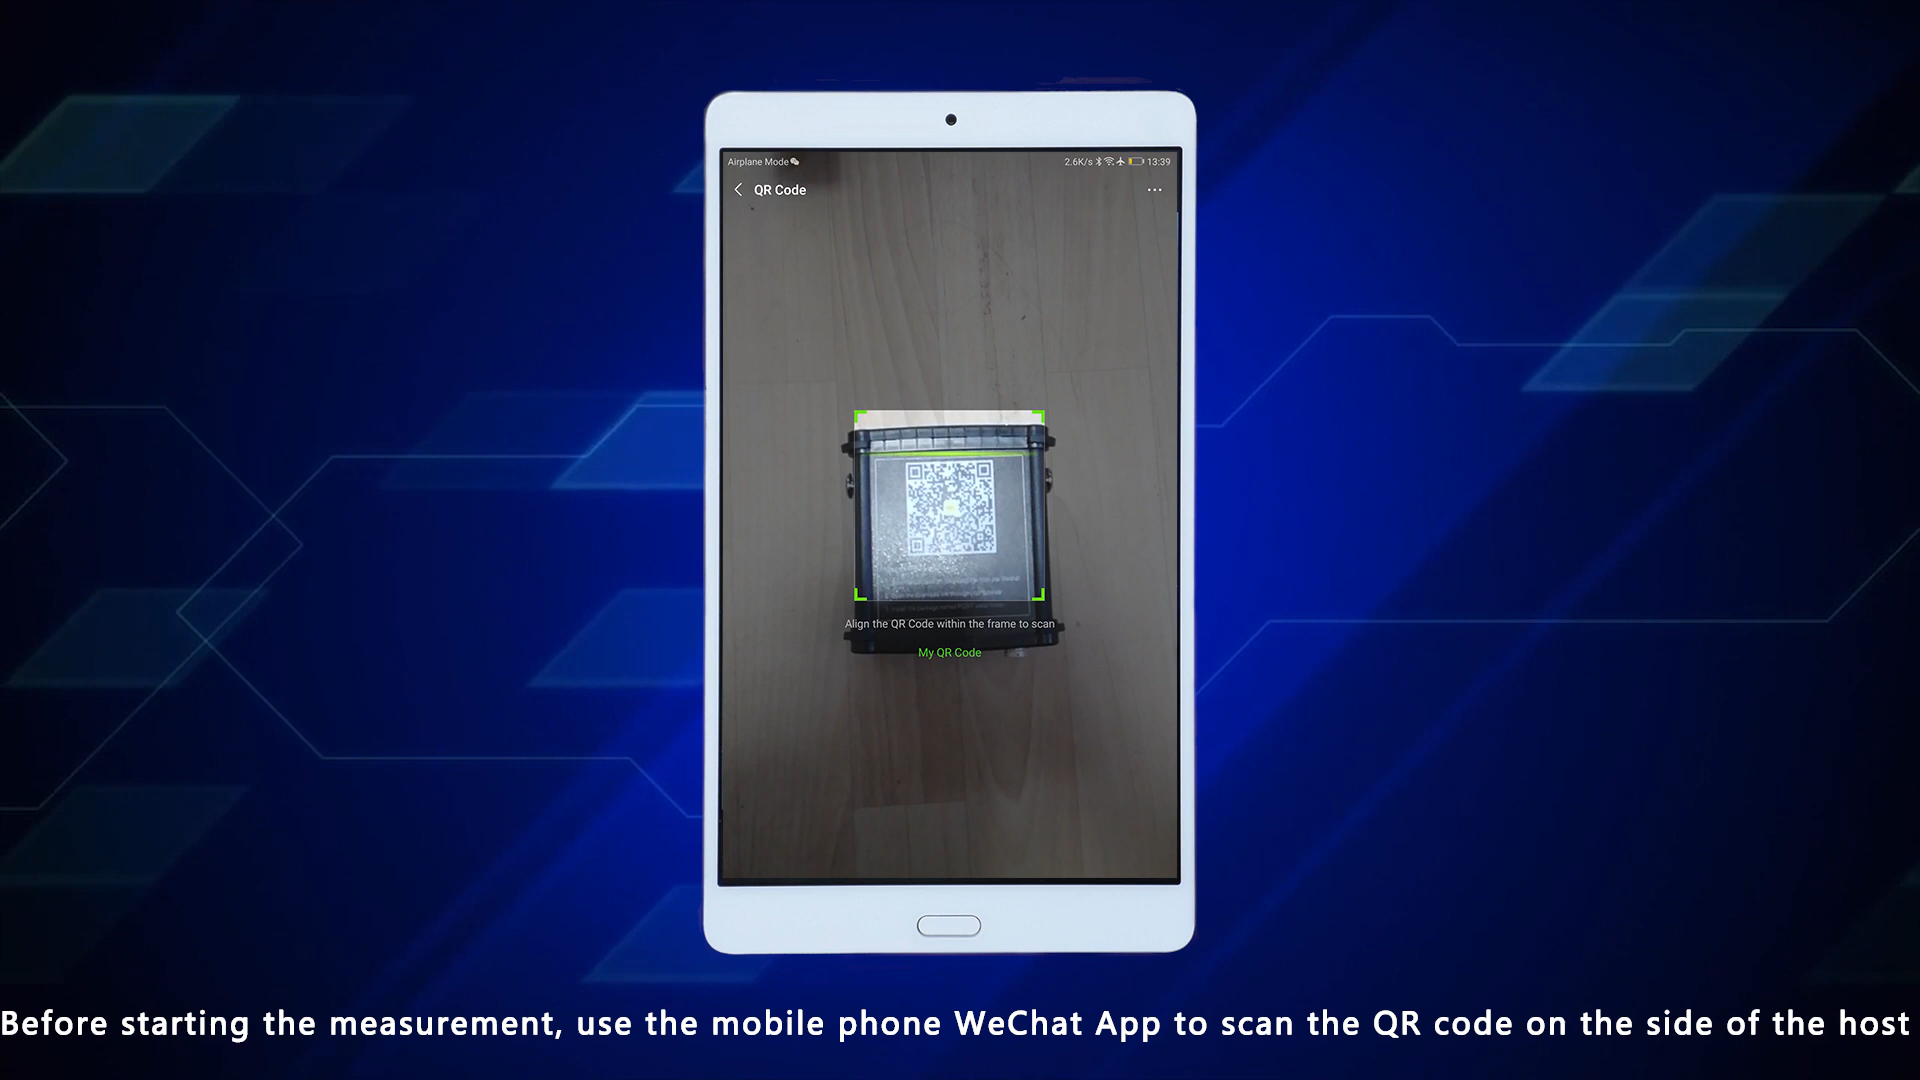 Airplane Mode
2.6K/s 13:39
QR Code
Align the QR Code within the frame to scan
My QR Code
Before starting the measurement, use the mobile phone WeChat App to scan the QR code on the side of the host